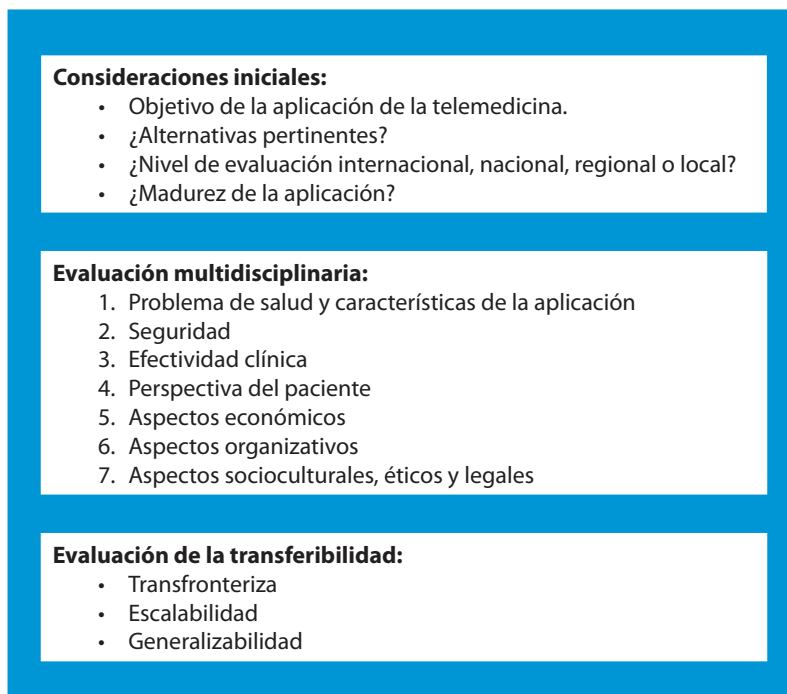 Consideraciones iniciales:
• Objetivo de la aplicación de la telemedicina.
• ¿Alternativas pertinentes?
• ¿Nivel de evaluación internacional, nacional, regional o local?
• ¿Madurez de la aplicación?
Evaluación multidisciplinaria:
1. Problema de salud y características de la aplicación
2. Seguridad
3. Efectividad clínica
4. Perspectiva del paciente
5. Aspectos económicos
6. Aspectos organizativos
7. Aspectos socioculturales, éticos y legales
Evaluación de la transferibilidad:
• Transfronteriza
• Escalabilidad
• Generalizabilidad